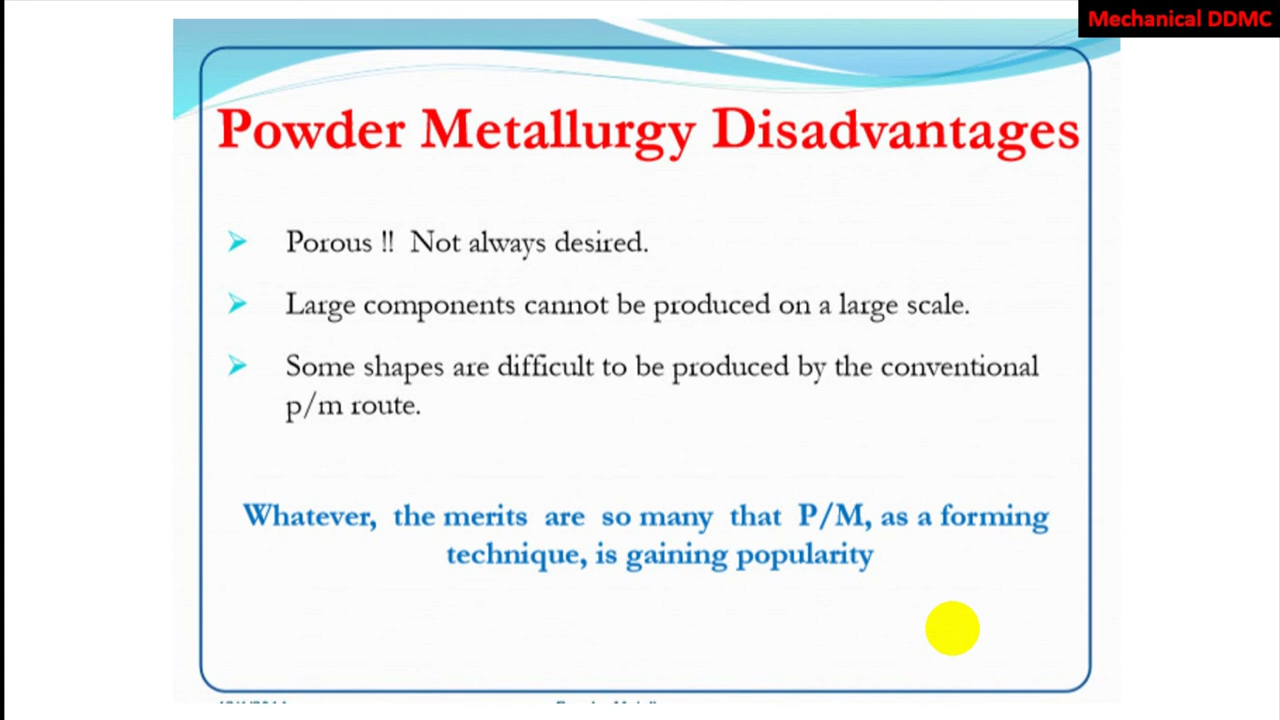 Mechanical DDMC
Powder Metallurgy Disadvantages
Porous !! Not always desired.
Large components cannot be produced on a large scale.
Some shapes are difficult to be produced by the conventional
p/m route.
Whatever, the merits are so many that P/M, as a forming
technique, is gaining popularity